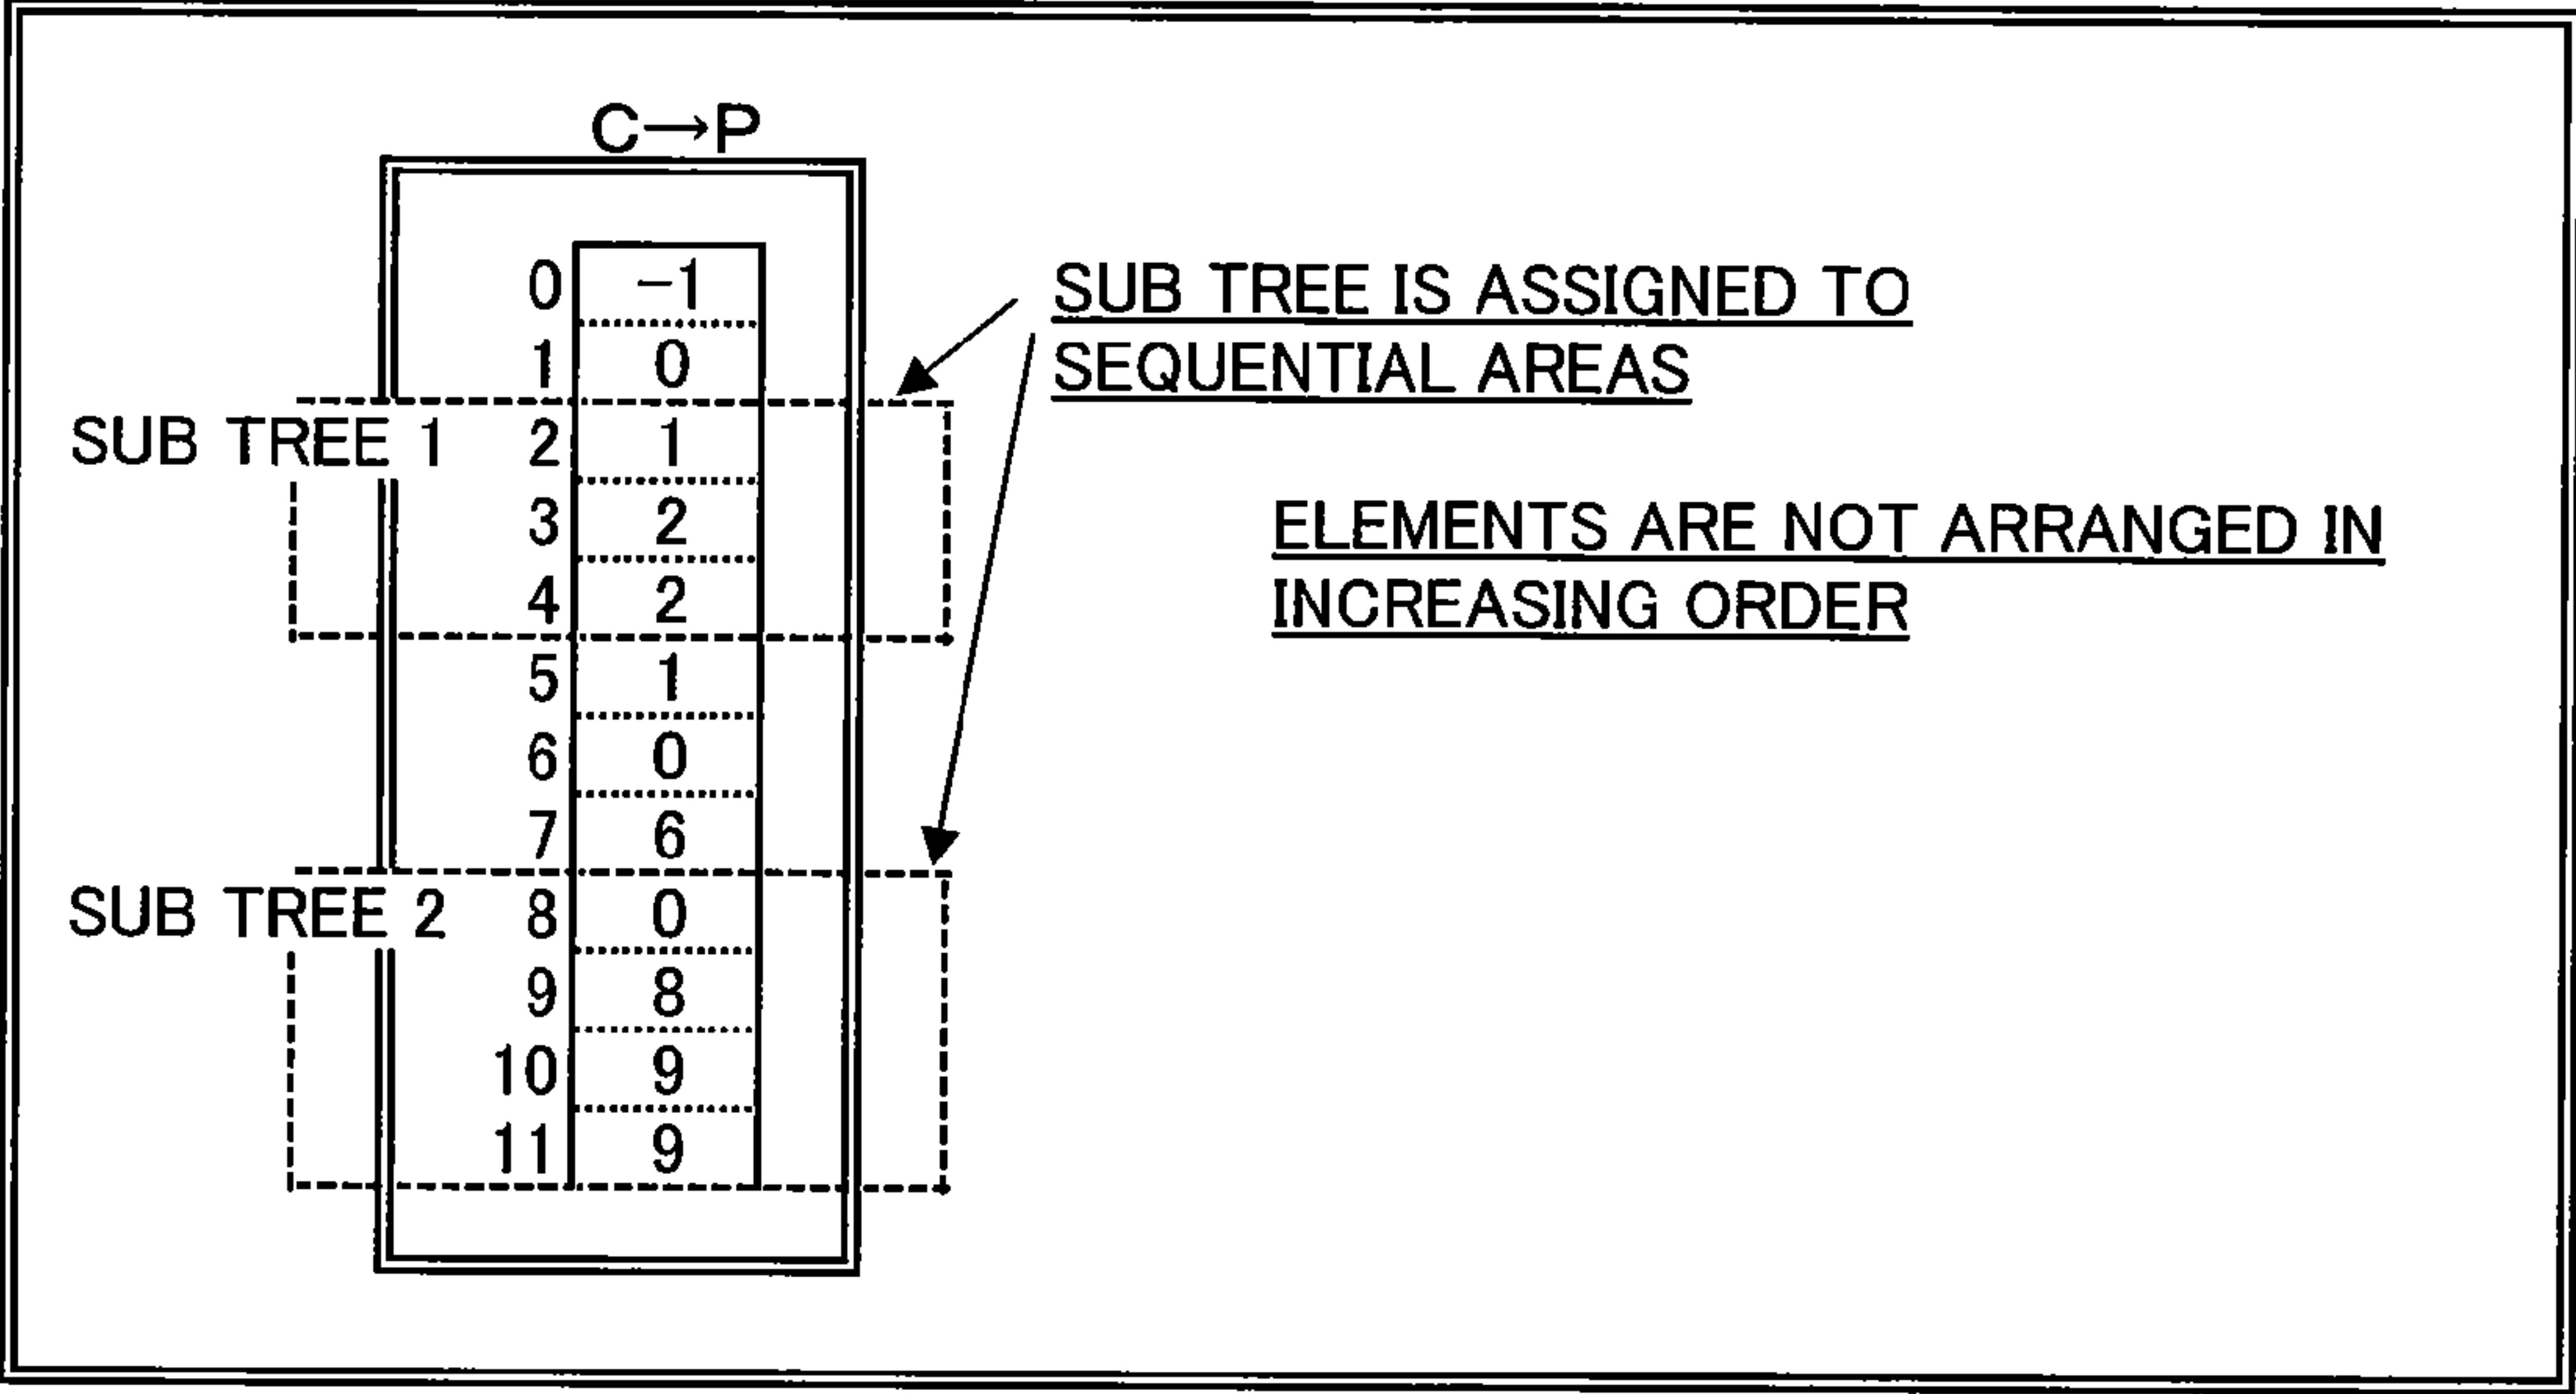 C→P
0 -1
1 0
SUB TREE 1 2 1
3 2
4 2
5 1
6 0
7 6
SUB TREE 2 8 0
9 8
10 9
11 9
SUB TREE IS ASSIGNED TO
SEQUENTIAL AREAS
ELEMENTS ARE NOT ARRANGED IN
INCREASING ORDER